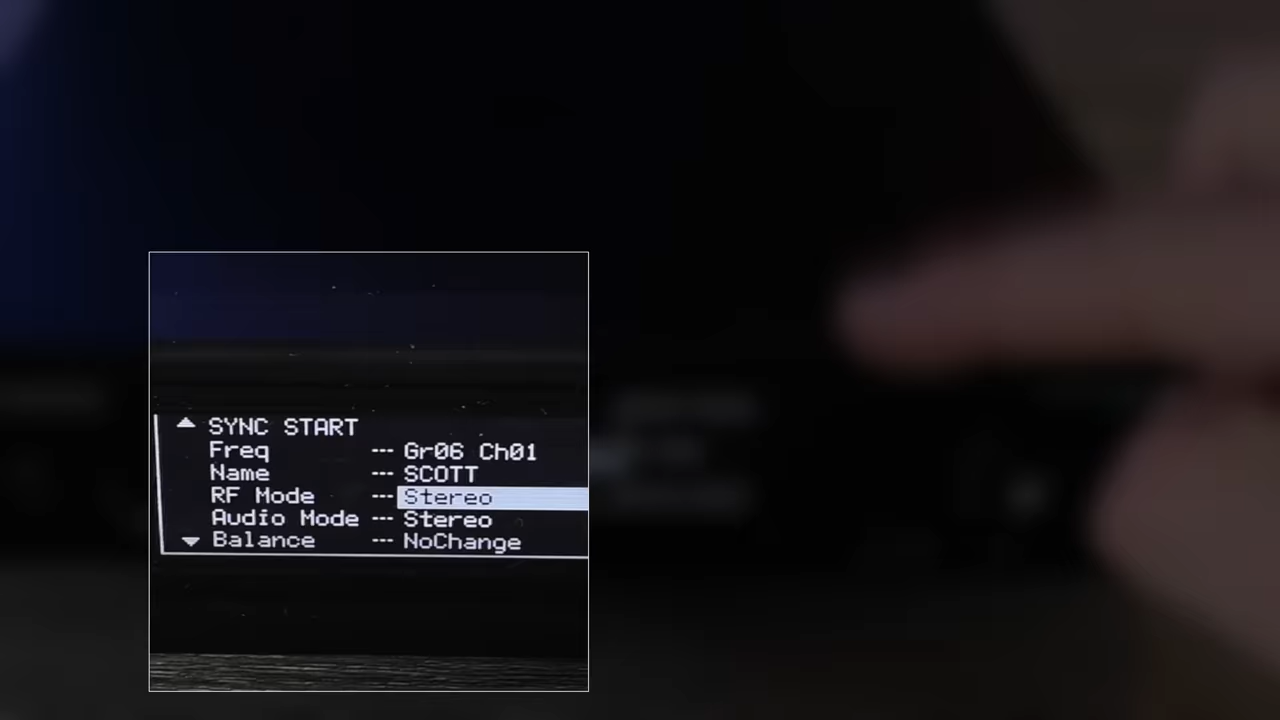 SYNC START
Freq --- Gr06 Ch01
Name --- SCOTT
RF Mode --- Stereo
Audio Mode --- Stereo
Balance --- NoChange